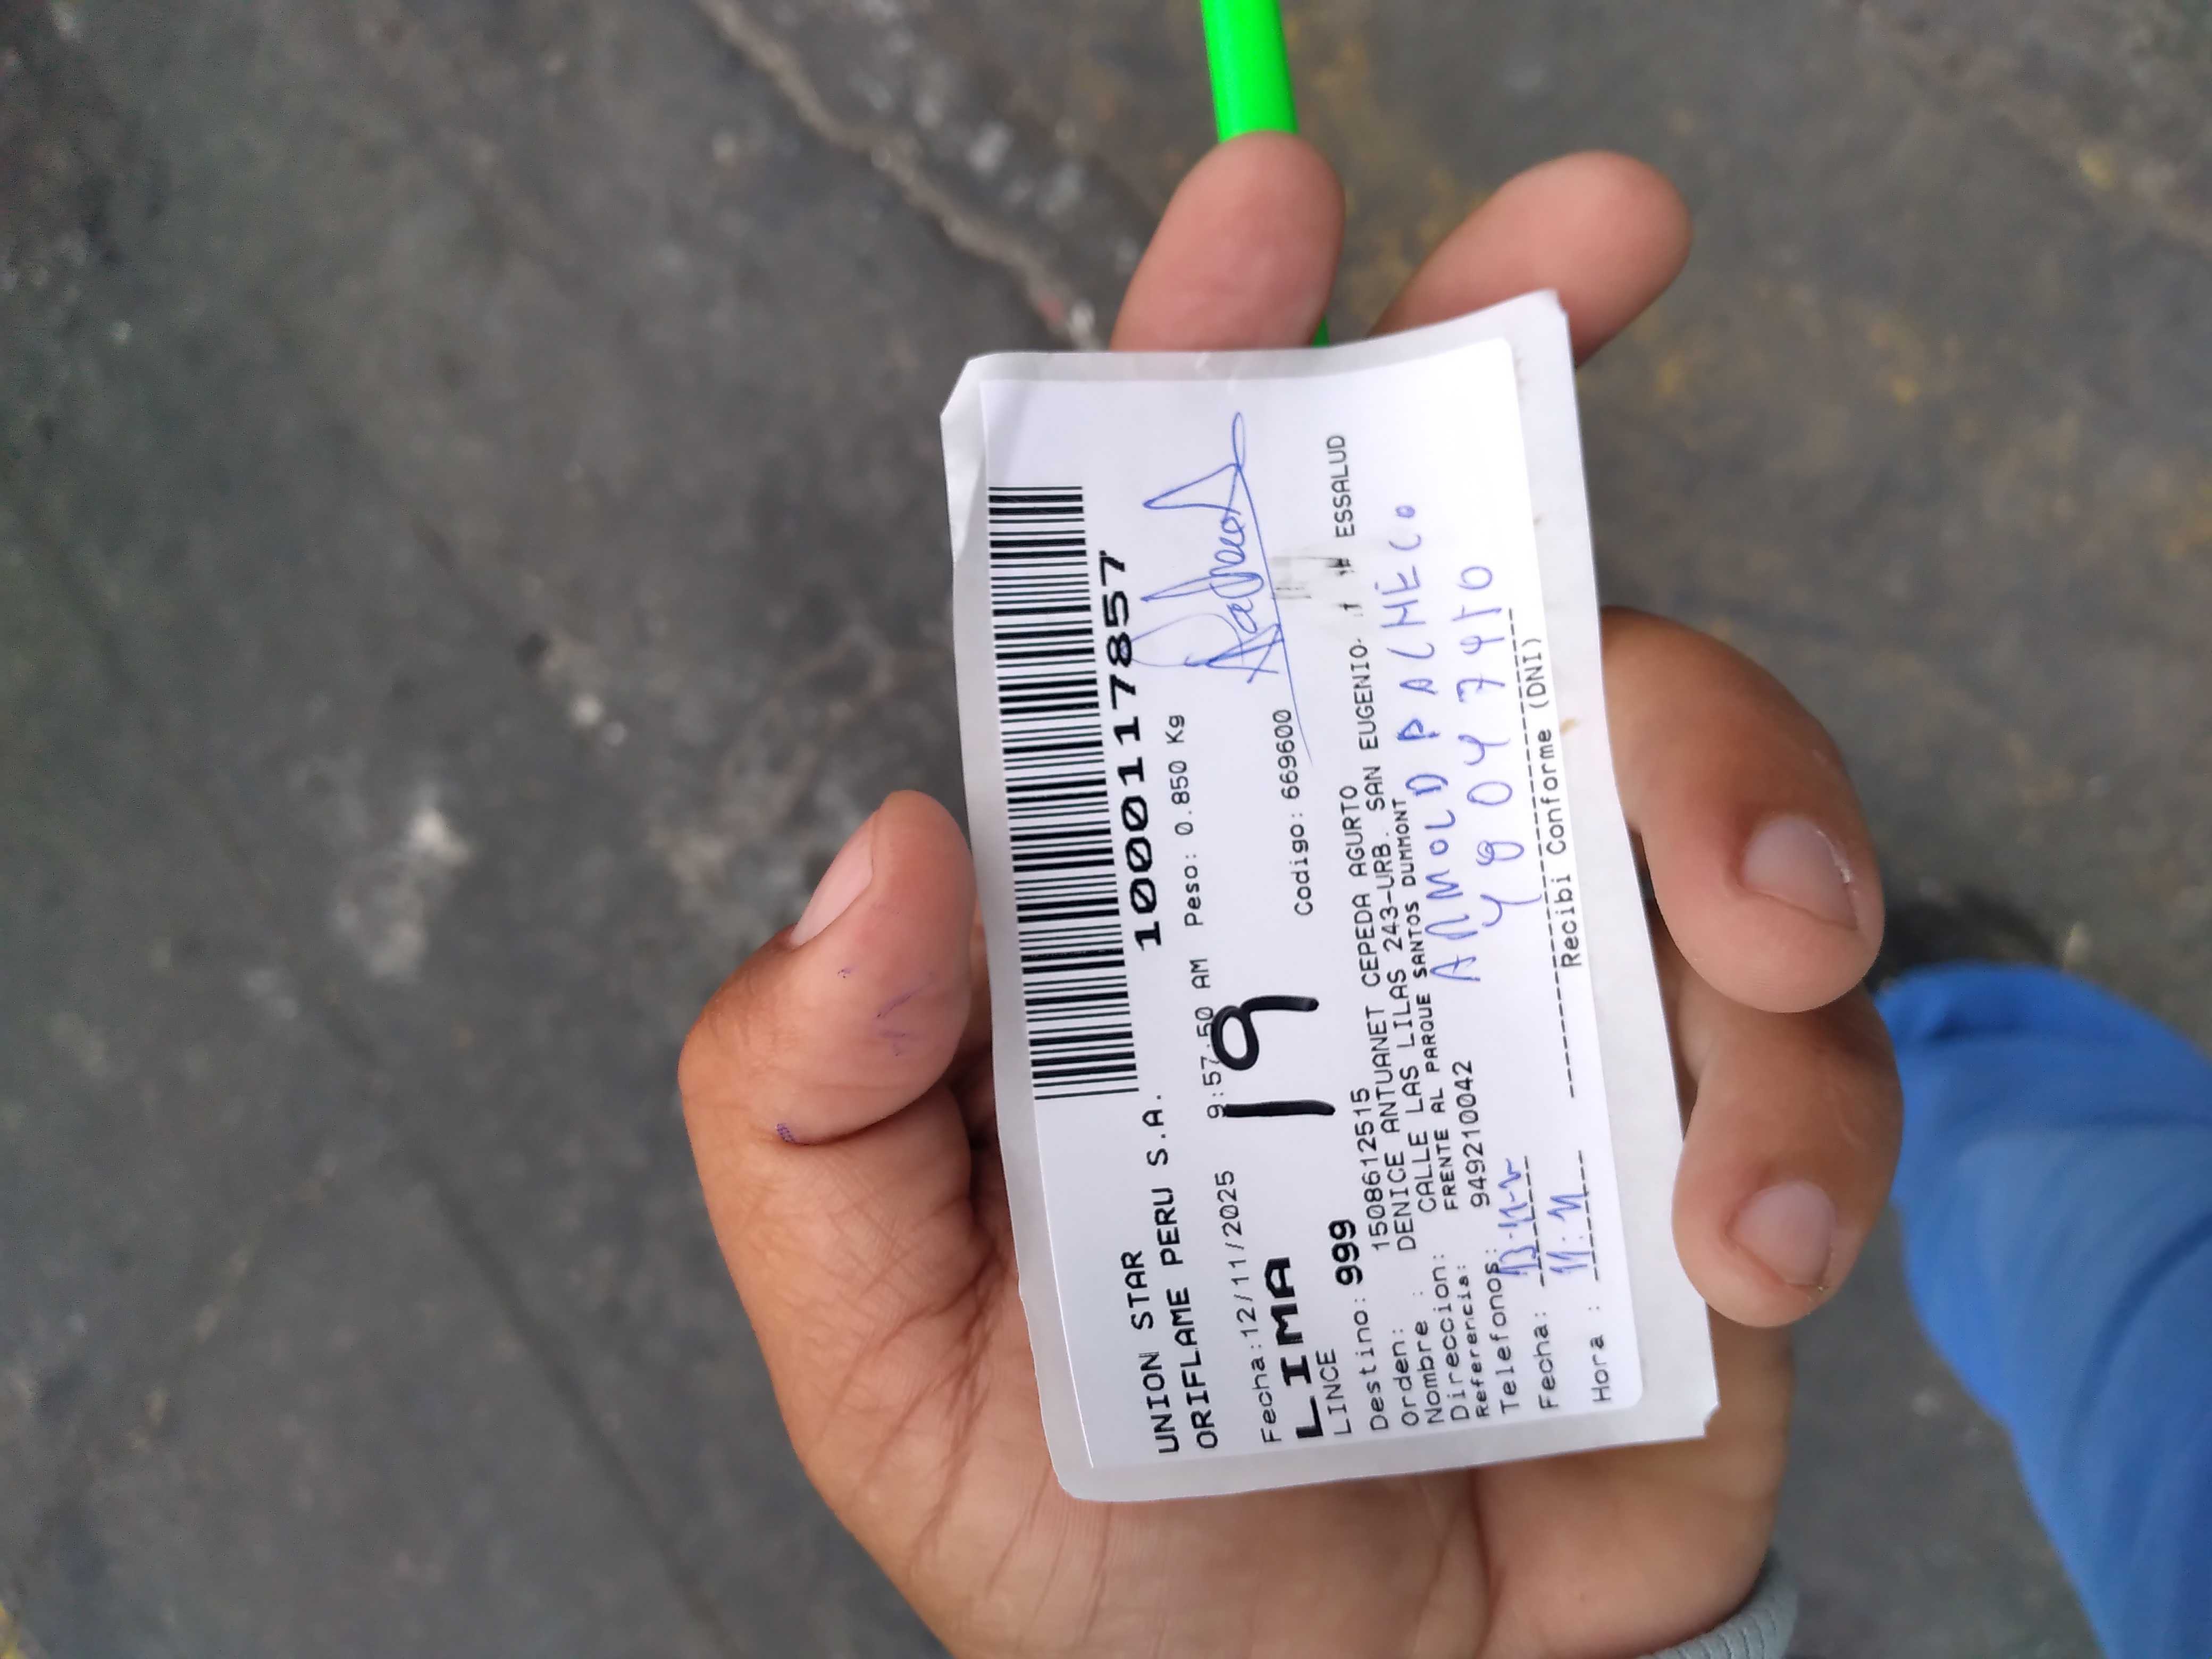 UNION STAR
ORIFLAME PERU S.A. 1000117857
Fecha:12/11/2025 9:57:50 AM Peso: 0.850 Kg
LIMA 19
LINCE
Destino: 999 Codigo: 669600
Orden: 1508612515
Nombre : DENICE ANTUANET CEPEDA AGURTO
Direccion: CALLE LAS LILAS 243-URB. SAN EUGENIO- ESSALUD
Referencia: FRENTE AL PARQUE SANTOS DUMMONT
Telefonos: 949210042
ARNOLD PALMECO
Fecha:
Hora :
Recibi Conforme (DNI)